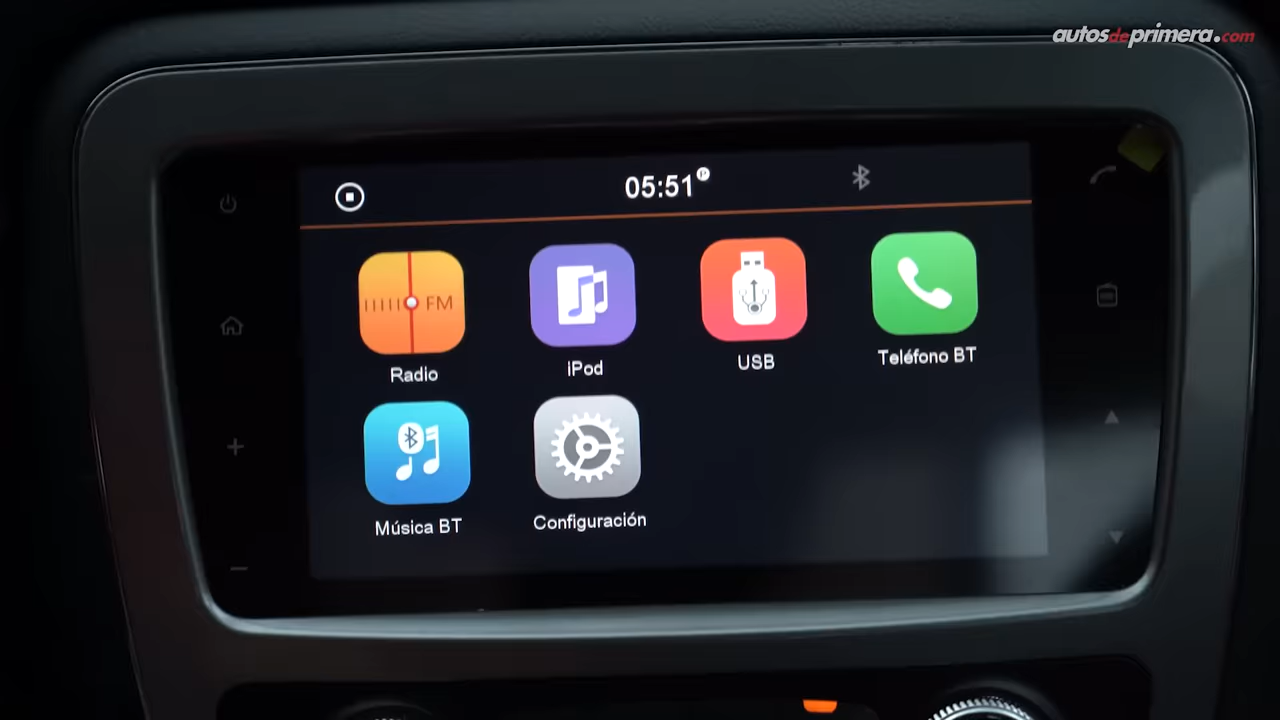 autosdeprimera.com
05:51 P
FM
Radio
iPod
USB
Teléfono BT
Música BT
Configuración